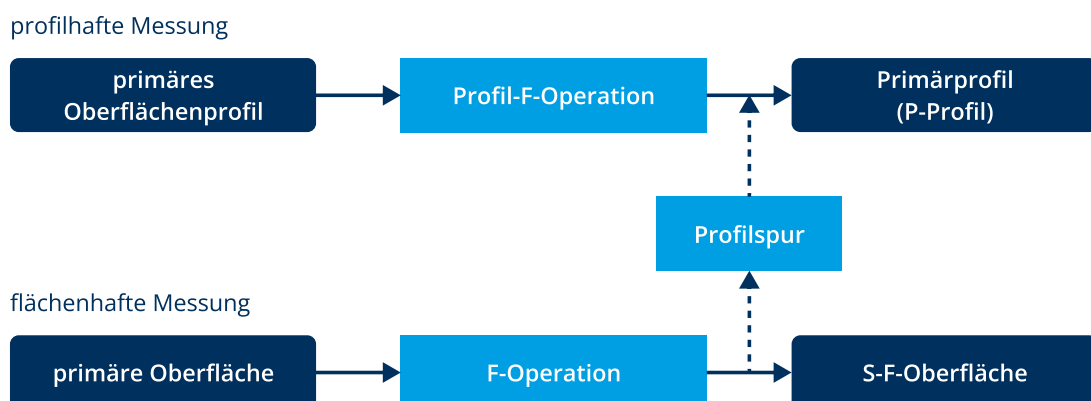 profilhafte Messung
primäres
Oberflächenprofil
Profil-F-Operation
Primärprofil
(P-Profil)
Profilspur
flächenhafte Messung
primäre Oberfläche
F-Operation
S-F-Oberfläche